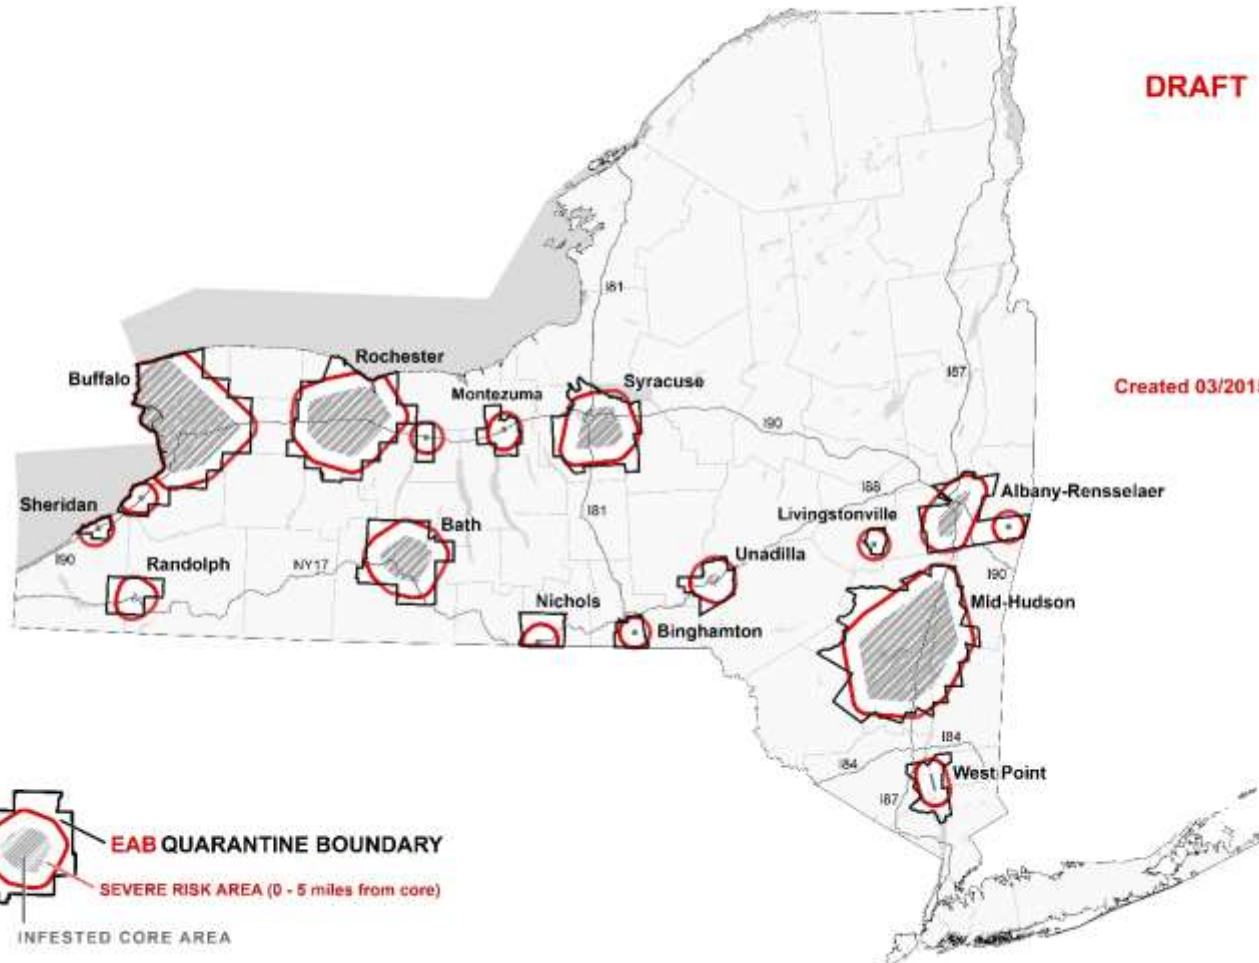 DRAFT
Created 03/2015
Buffalo
Rochester
Montezuma
Syracuse
I81
I87
I90
I88
Albany-Rensselaer
Livingstonville
Sheridan
I90
Randolph
NY17
Bath
I81
Unadilla
Nichols
Binghamton
I90
Mid-Hudson
I84
I84
West Point
I87
EAB QUARANTINE BOUNDARY
SEVERE RISK AREA (0 - 5 miles from core)
INFESTED CORE AREA